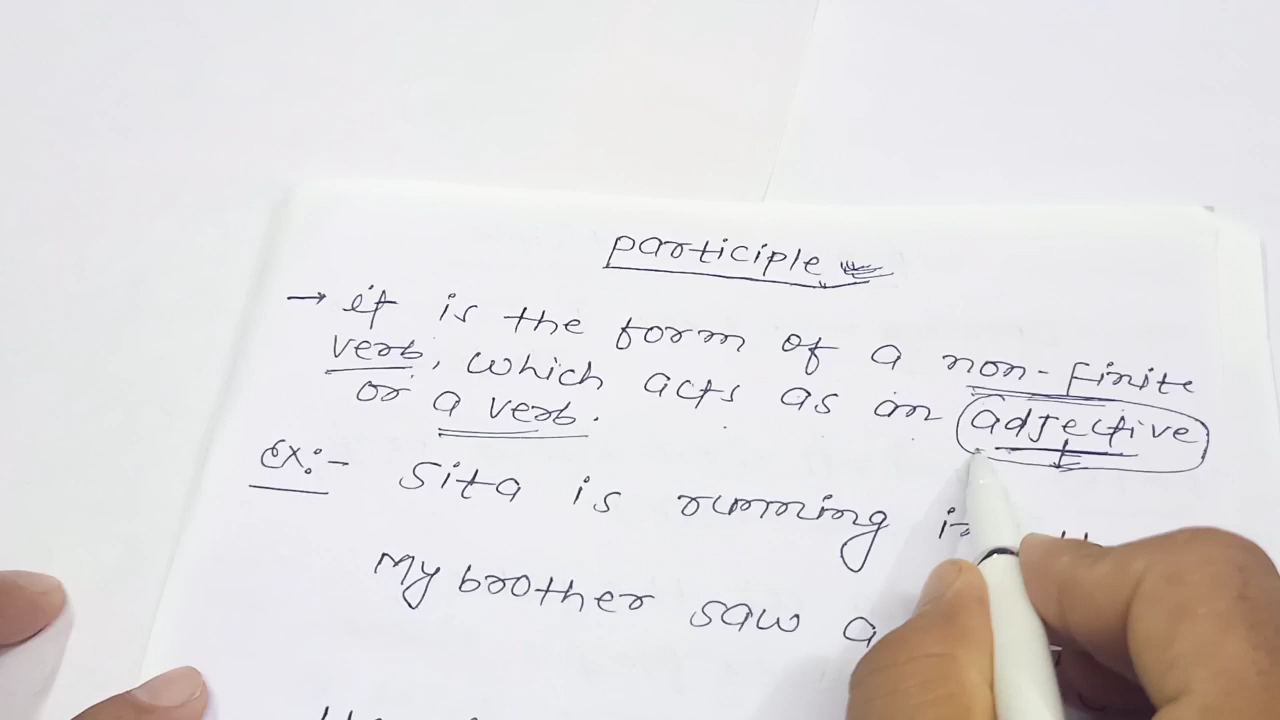 participle
→ it is the form of a non-finite
verb, which acts as an adjective
or a verb.
Ex:- Sita is running
My brother saw a